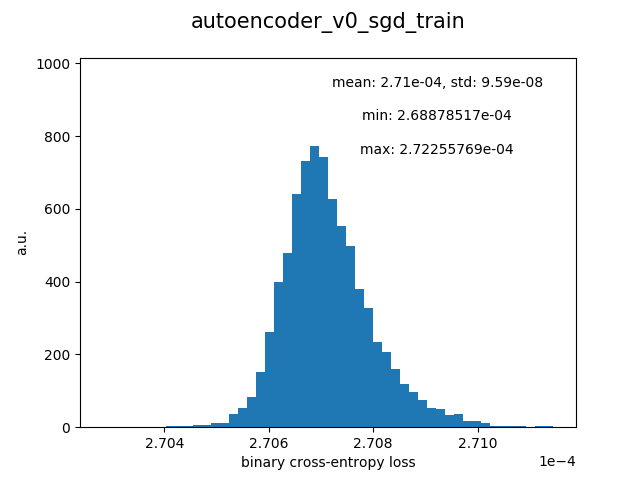 autoencoder_v0_sgd_train
mean: 2.71e-04, std: 9.59e-08
min: 2.68878517e-04
max: 2.72255769e-04
1000
800
600
400
200
0
a.u.
2.704 2.706 2.708 2.710
1e−4
binary cross-entropy loss